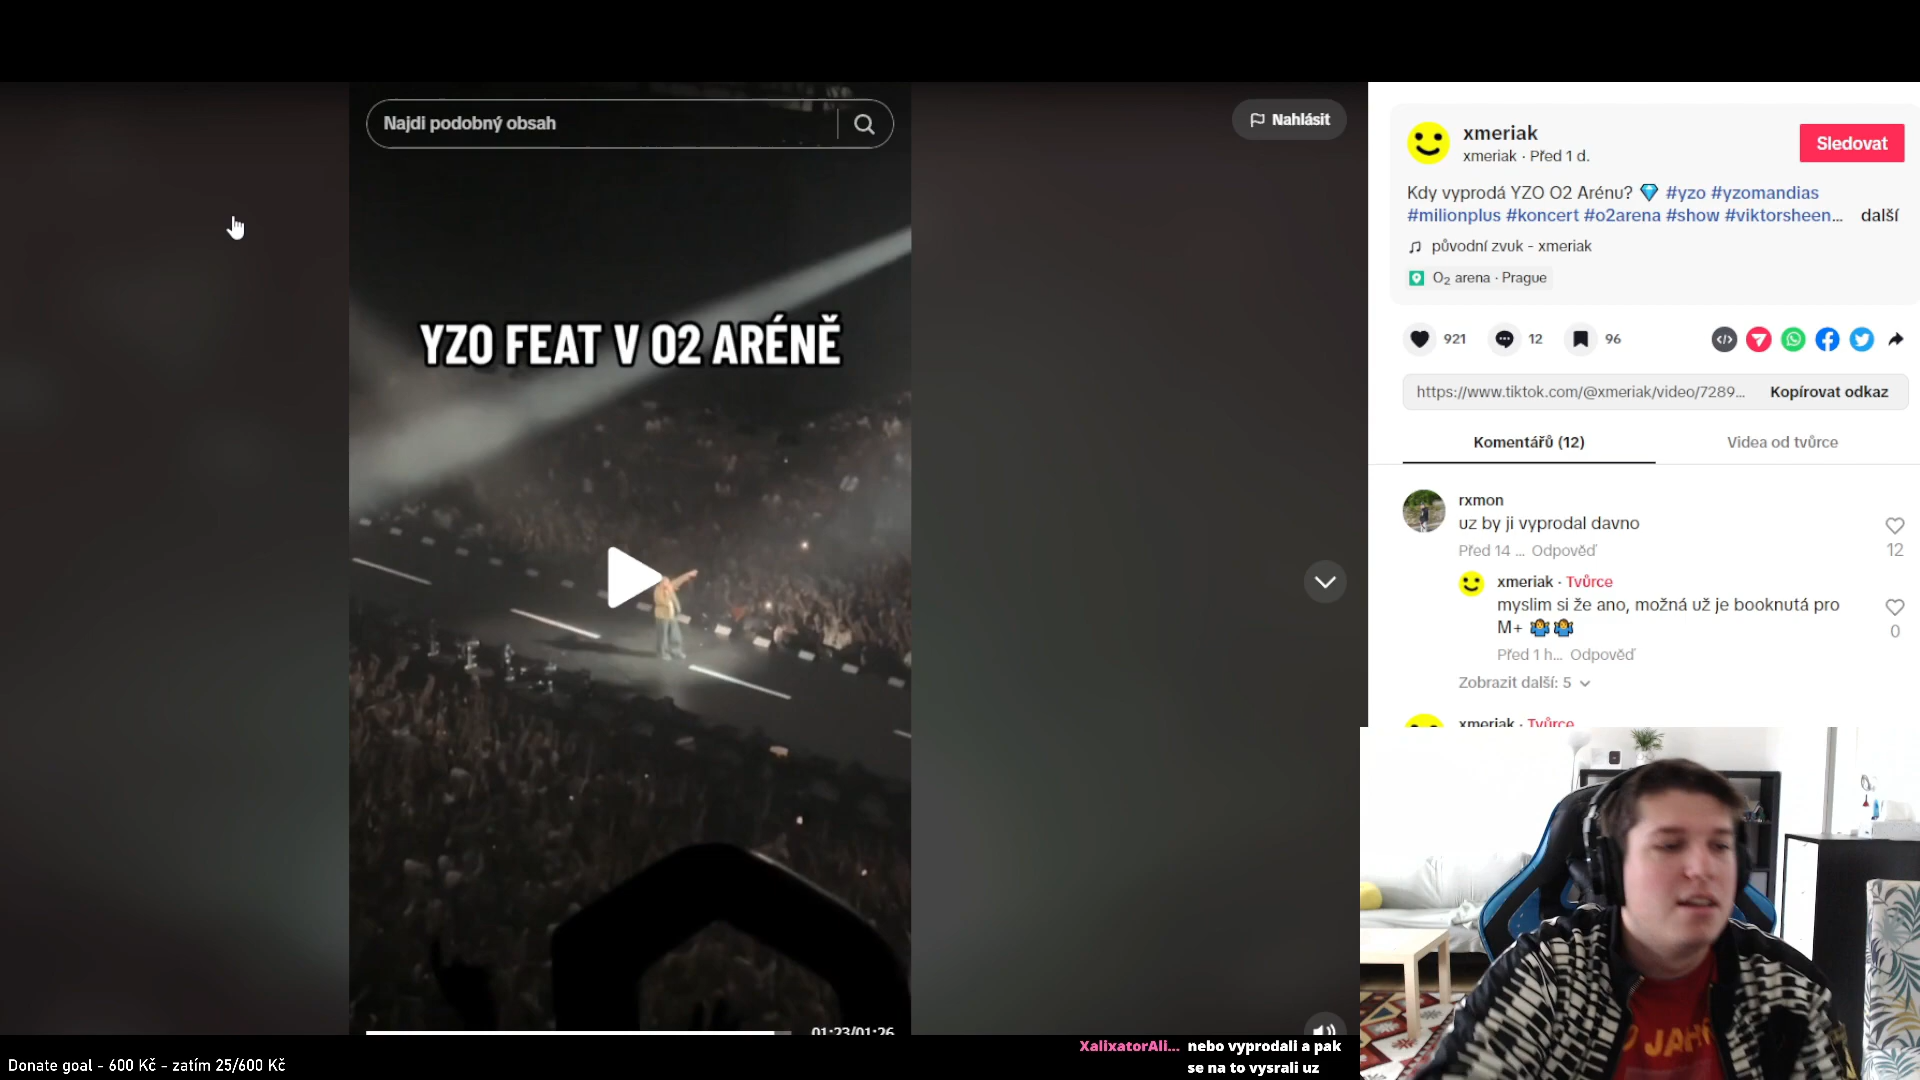 Najdi podobný obsah
Nahlásit
YZO FEAT V O2 ARÉNĚ
01:23/01:26
xmeriak
xmeriak · Před 1 d.
Sledovat
Kdy vyprodá YZO O2 Arénu? 💎 #yzo #yzomandias
#milionplus #koncert #o2arena #show #viktorsheen... další
původní zvuk - xmeriak
O₂ arena · Prague
921
12
96
https://www.tiktok.com/@xmeriak/video/7289...
Kopírovat odkaz
Komentářů (12)
Videa od tvůrce
rxmon
uz by ji vyprodal davno
Před 14 ... Odpověď
12
xmeriak · Tvůrce
myslim si že ano, možná už je booknutá pro
M+ 🤷‍♂️🤷‍♂️
0
Před 1 h... Odpověď
Zobrazit další: 5
xmeriak · Tvůrce
XalixatorAli... nebo vyprodali a pak
se na to vysrali uz
Donate goal - 600 Kč - zatím 25/600 Kč